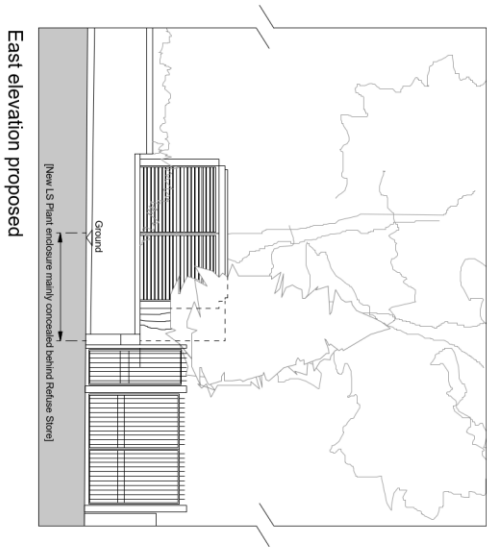 Ground
[New LS Plant enclosure mainly concealed behind Refuse Store]
East elevation proposed